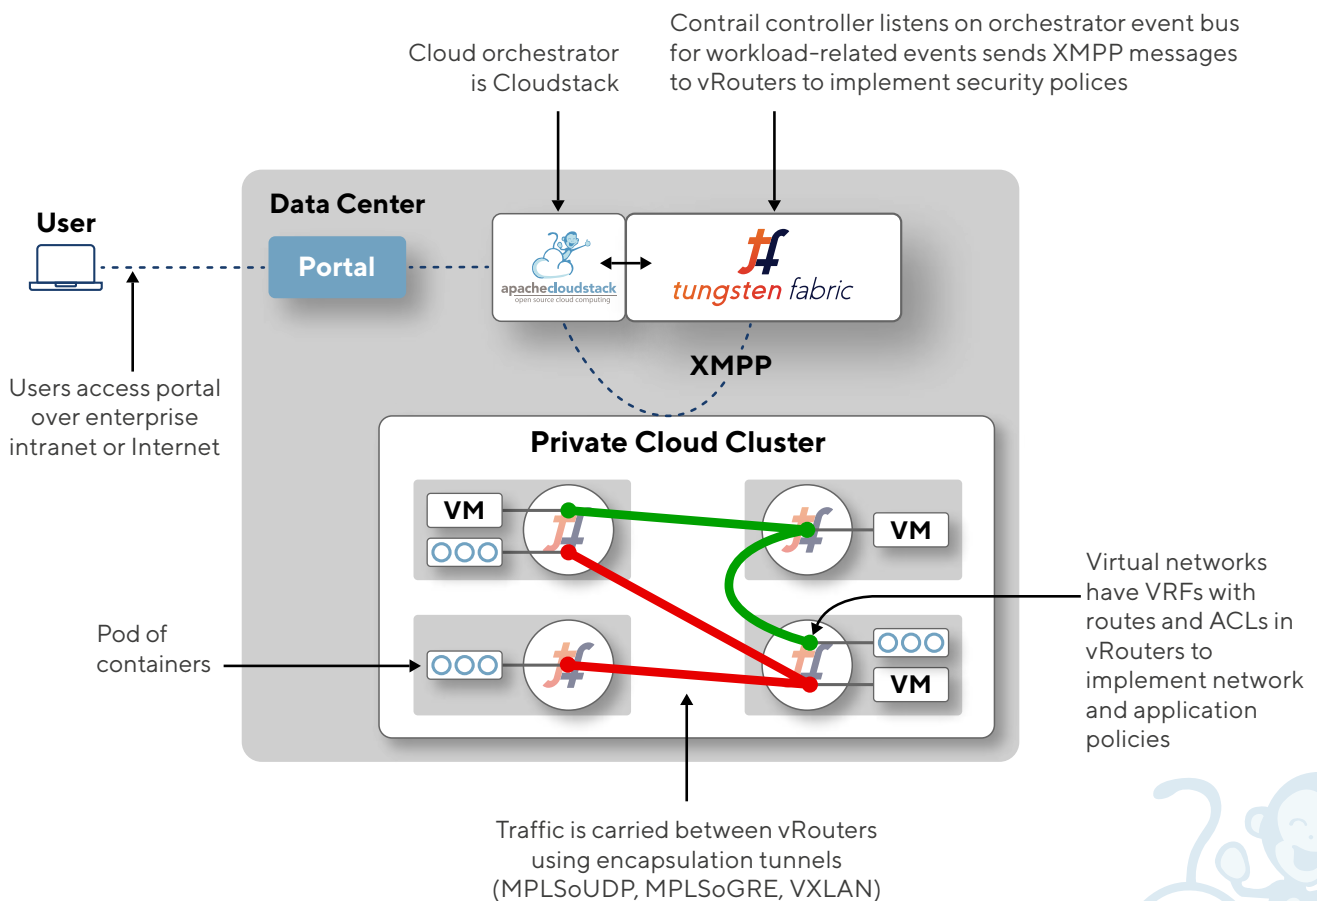 Contrail controller listens on orchestrator event bus
for workload-related events sends XMPP messages
to vRouters to implement security polices
Cloud orchestrator
is Cloudstack
Data Center
User
Portal
apachecloudstack
open source cloud computing
tungsten fabric
XMPP
Users access portal
over enterprise
intranet or Internet
Private Cloud Cluster
VM
VM
Virtual networks
have VRFs with
routes and ACLs in
vRouters to
implement network
and application
policies
Pod of
containers
VM
Traffic is carried between vRouters
using encapsulation tunnels
(MPLSoUDP, MPLSoGRE, VXLAN)